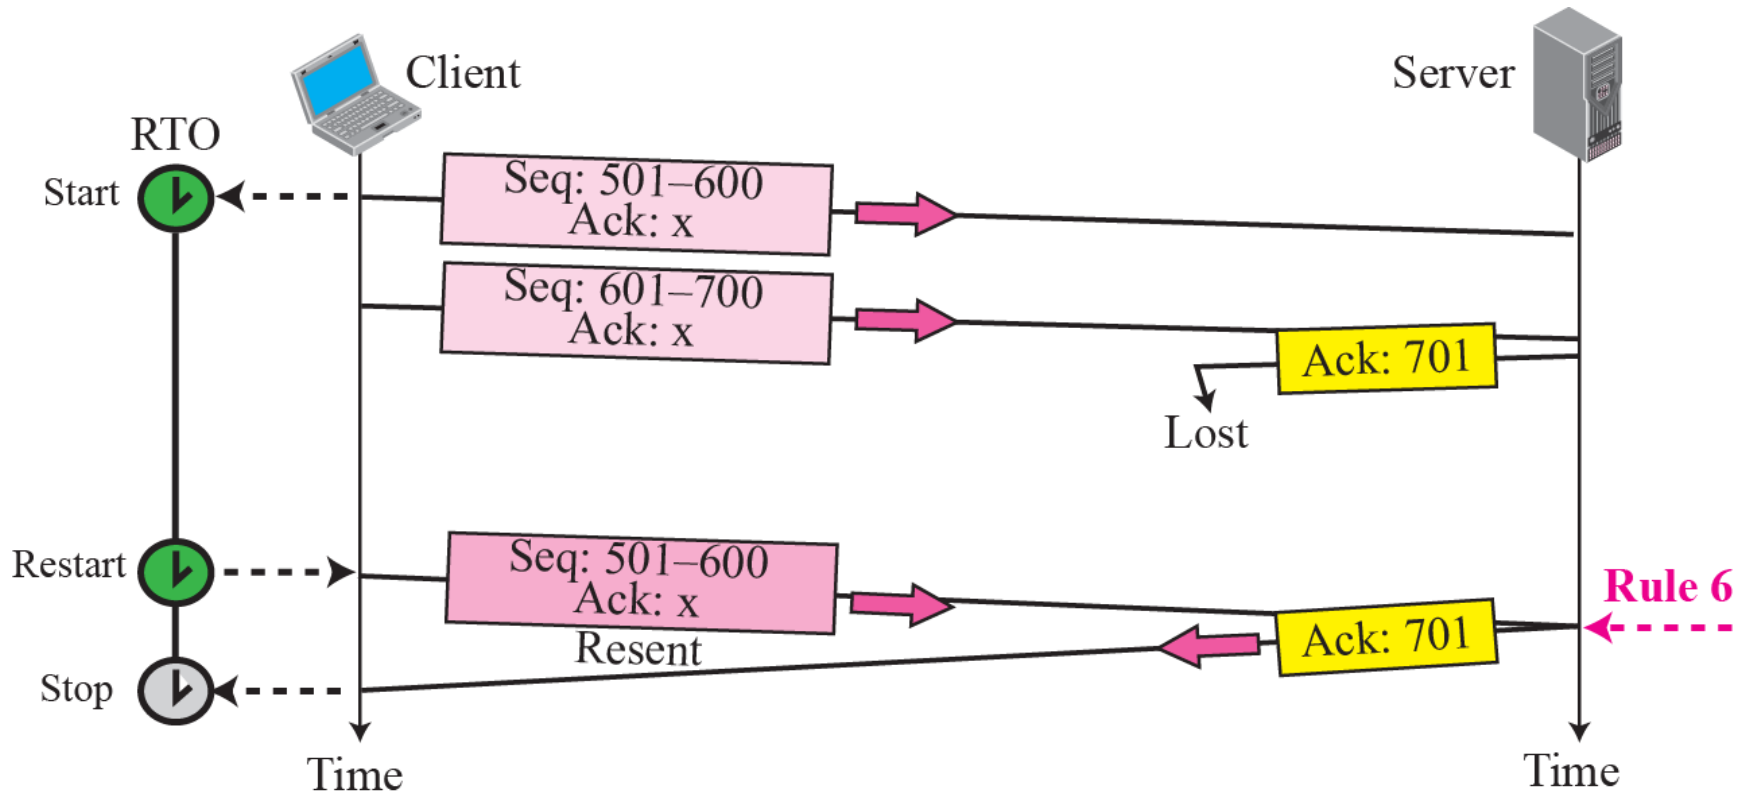 Client
Server
RTO
Start
Seq: 501–600
Ack: x
Seq: 601–700
Ack: x
Ack: 701
Lost
Restart
Seq: 501–600
Ack: x
Resent
Rule 6
Ack: 701
Stop
Time
Time